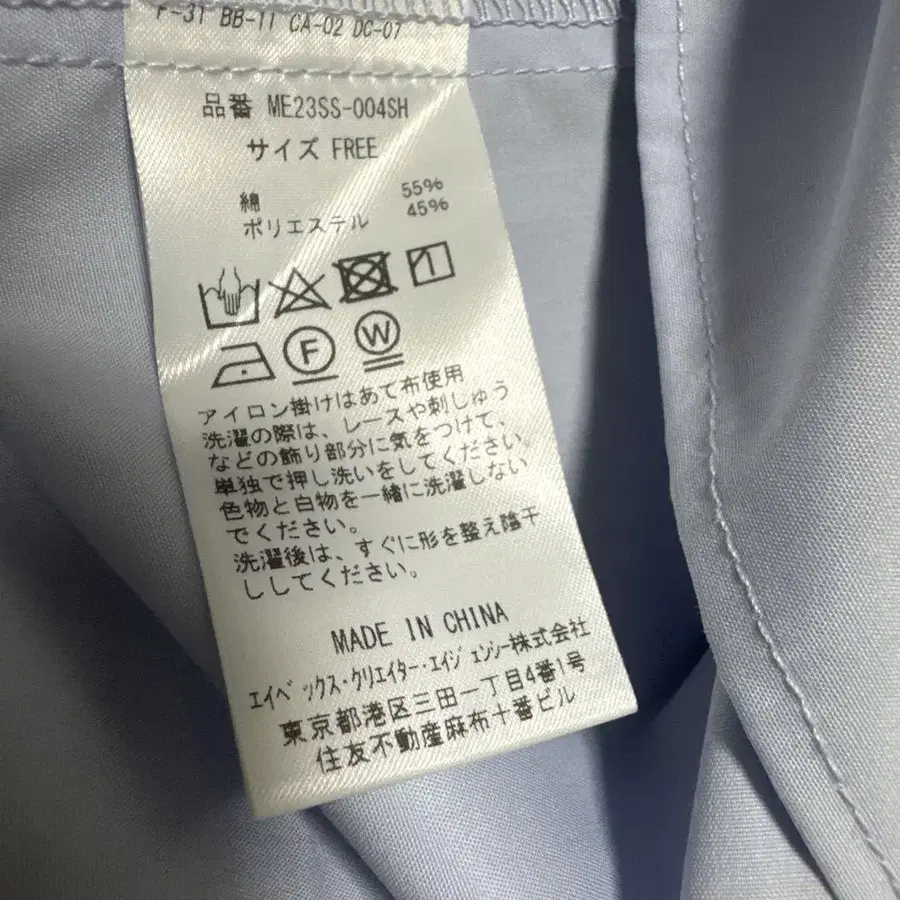 F-31 BB-11 CA-02 DC-07
品番 ME23SS-004SH
サイズ FREE
綿 55%
ポリエステル 45%
F W
アイロン掛けはあて布使用
洗濯の際は、レースや刺しゅう
などの飾り部分に気をつけて、
単独で押し洗いをしてください。
色物と白物を一緒に洗濯しない
でください。
洗濯後は、すぐに形を整え陰干
ししてください。
MADE IN CHINA
エイベックス・クリエイター・エイジェンシー株式会社
東京都港区三田一丁目4番1号
住友不動産麻布十番ビル